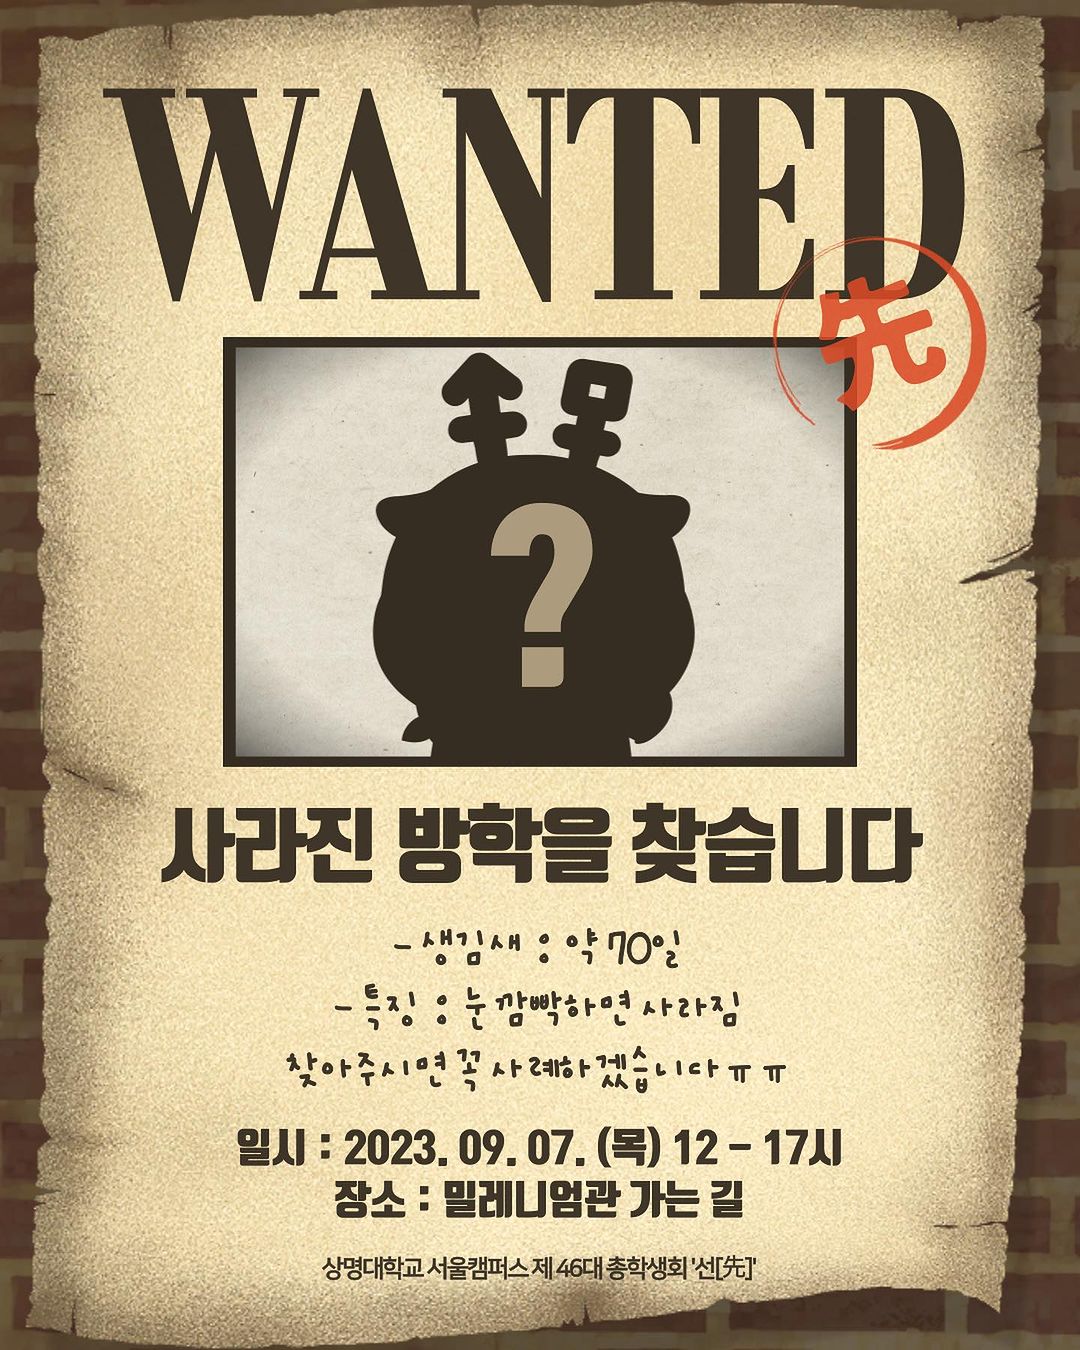 WANTED
先
사라진 방학을 찾습니다
- 생김새 : 약 70일
- 특징 : 눈 깜빡하면 사라짐
찾아주시면 꼭 사례하겠습니다ㅠㅠ
일시 : 2023. 09. 07. (목) 12 - 17시
장소 : 밀레니엄관 가는 길
상명대학교 서울캠퍼스 제 46대 총학생회 '선[先]'